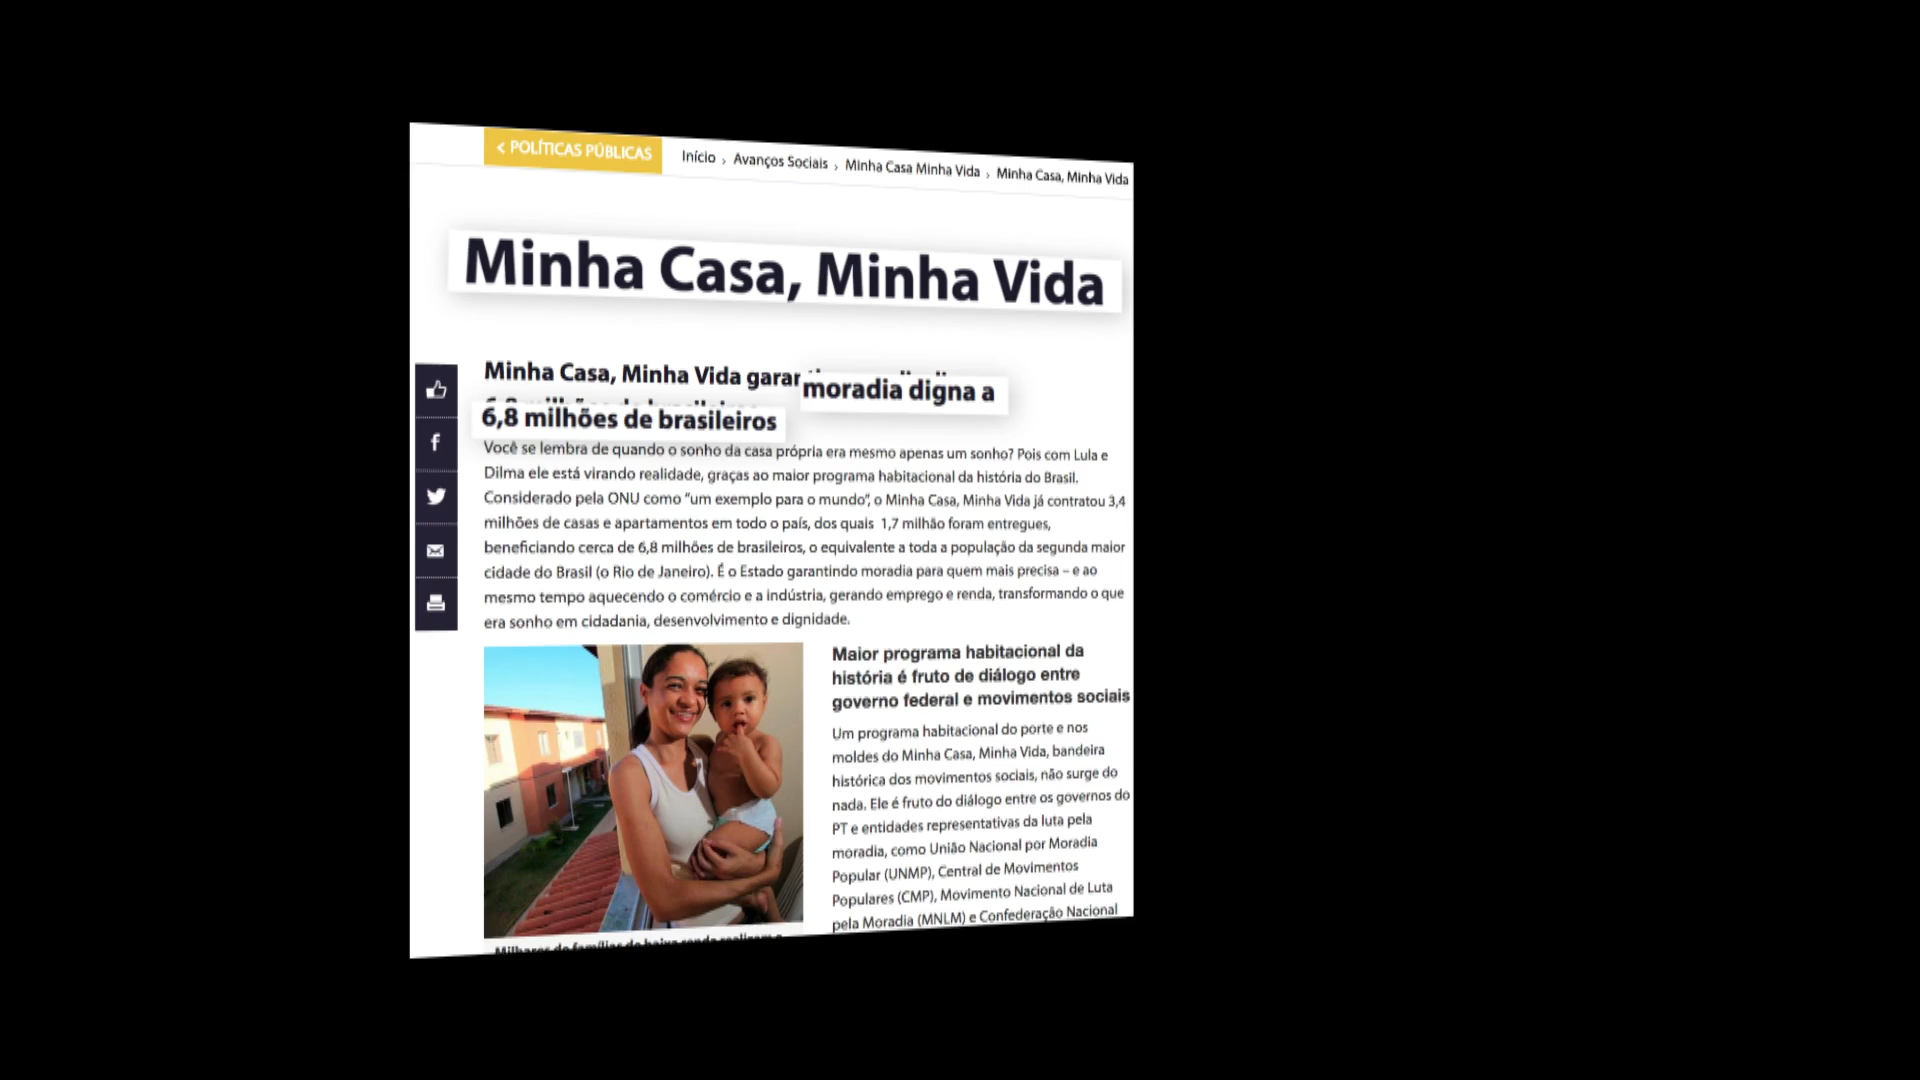 < POLÍTICAS PÚBLICAS
Início › Avanços Sociais › Minha Casa Minha Vida › Minha Casa, Minha Vida
Minha Casa, Minha Vida
Minha Casa, Minha Vida
moradia digna a
6,8 milhões de brasileiros
Você se lembra de quando o sonho da casa própria era mesmo apenas um sonho? Pois com Lula e
Dilma ele está virando realidade, graças ao maior programa habitacional da história do Brasil.
Considerado pela ONU como "um exemplo para o mundo", o Minha Casa, Minha Vida já contratou 3,4
milhões de casas e apartamentos em todo o país, dos quais 1,7 milhão foram entregues,
beneficiando cerca de 6,8 milhões de brasileiros, o equivalente a toda a população da segunda maior
cidade do Brasil (o Rio de Janeiro). É o Estado garantindo moradia para quem mais precisa – e ao
mesmo tempo aquecendo o comércio e a indústria, gerando emprego e renda, transformando o que
era sonho em cidadania, desenvolvimento e dignidade.
Maior programa habitacional da
história é fruto de diálogo entre
governo federal e movimentos sociais
Um programa habitacional do porte e nos
moldes do Minha Casa, Minha Vida, bandeira
histórica dos movimentos sociais, não surge do
nada. Ele é fruto do diálogo entre os governos do
PT e entidades representativas da luta pela
moradia, como União Nacional por Moradia
Popular (UNMP), Central de Movimentos
Populares (CMP), Movimento Nacional de Luta
pela Moradia (MNLM) e Confederação Nacional
Milhares de famílias de baixa renda realizam o